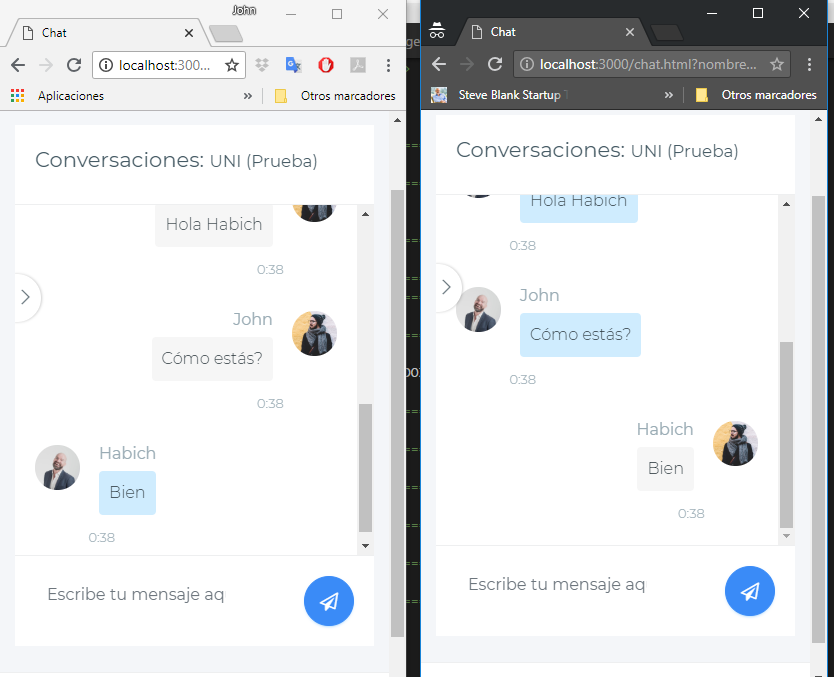 John
Chat
localhost:300...
Aplicaciones
»
Otros marcadores
Conversaciones: UNI (Prueba)
Hola Habich
0:38
John
Cómo estás?
0:38
Habich
Bien
0:38
Escribe tu mensaje aq
Chat
localhost:3000/chat.html?nombre...
Steve Blank Startup
»
Otros marcadores
Conversaciones: UNI (Prueba)
Hola Habich
0:38
John
Cómo estás?
0:38
Habich
Bien
0:38
Escribe tu mensaje aq